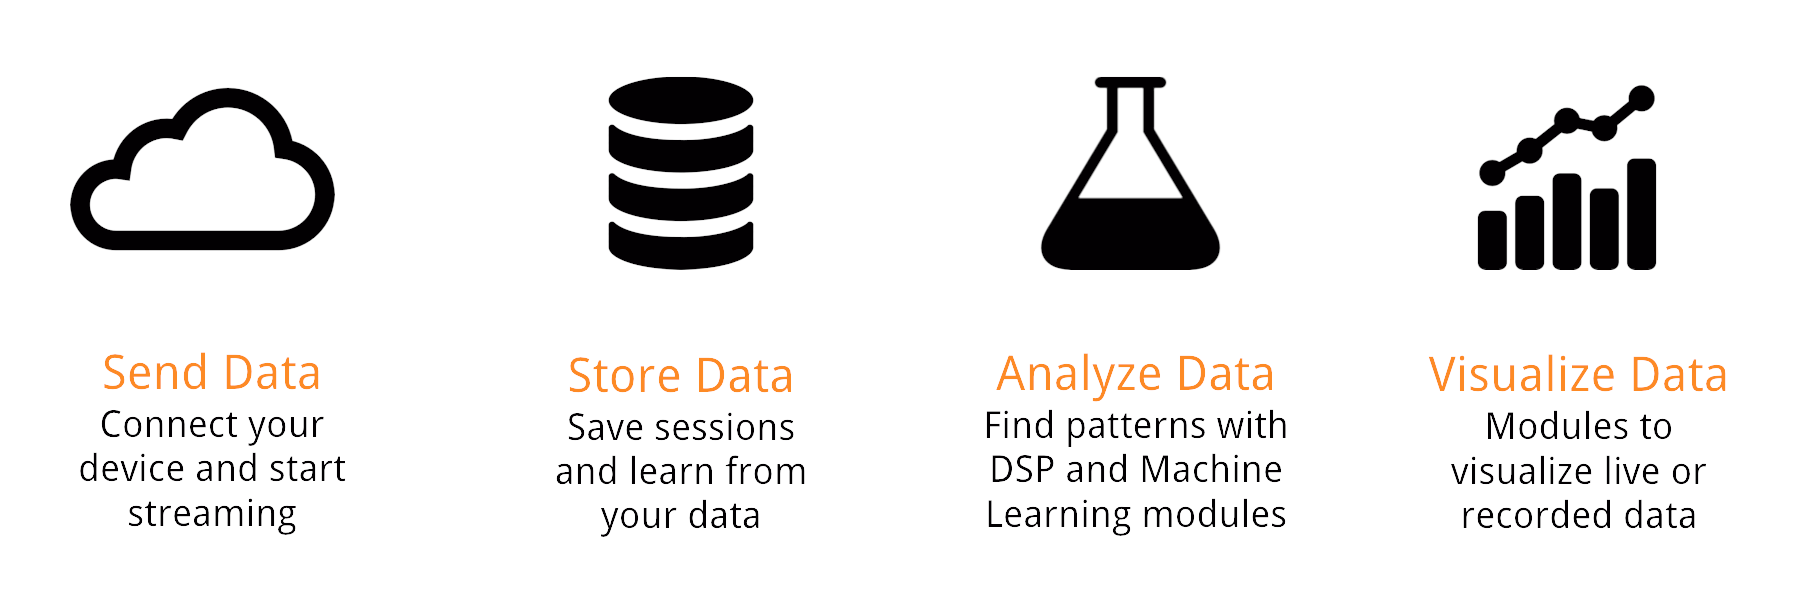 Send Data
Connect your
device and start
streaming
Store Data
Save sessions
and learn from
your data
Analyze Data
Find patterns with
DSP and Machine
Learning modules
Visualize Data
Modules to
visualize live or
recorded data